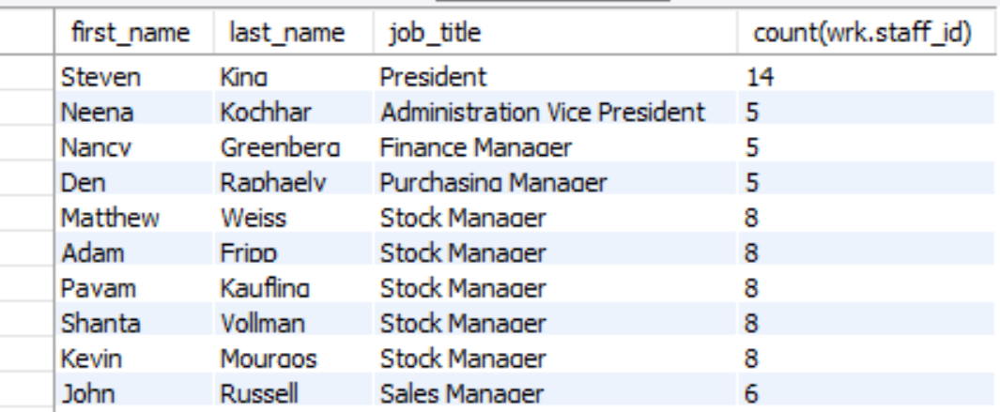 first_name last_name job_title count(wrk.staff_id)
Steven King President 14
Neena Kochhar Administration Vice President 5
Nancy Greenberg Finance Manager 5
Den Raphaely Purchasing Manager 5
Matthew Weiss Stock Manager 8
Adam Fripp Stock Manager 8
Pavam Kaufling Stock Manager 8
Shanta Vollman Stock Manager 8
Kevin Mourgos Stock Manager 8
John Russell Sales Manager 6